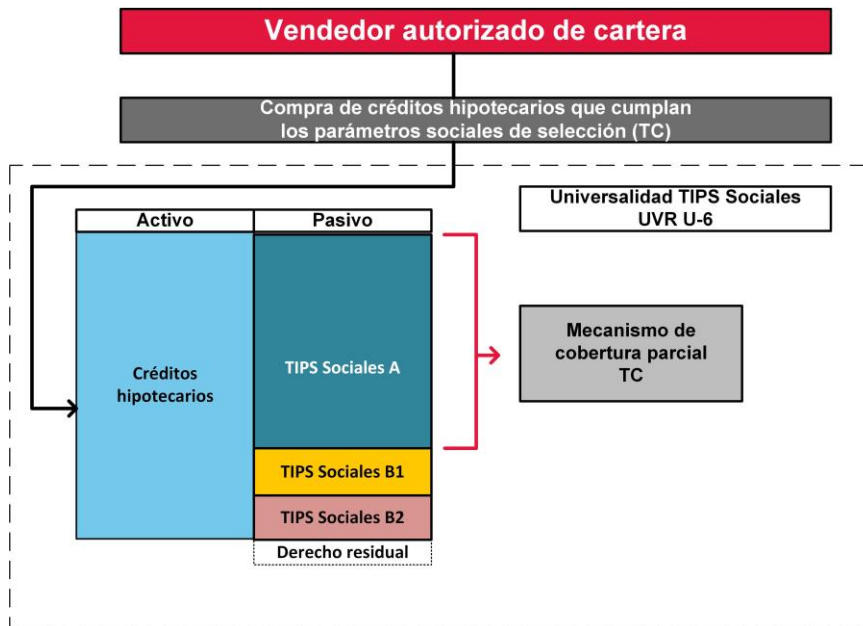 Vendedor autorizado de cartera
Compra de créditos hipotecarios que cumplan
los parámetros sociales de selección (TC)
Universalidad TIPS Sociales
UVR U-6
Activo
Pasivo
Créditos
hipotecarios
TIPS Sociales A
TIPS Sociales B1
TIPS Sociales B2
Derecho residual
Mecanismo de
cobertura parcial
TC